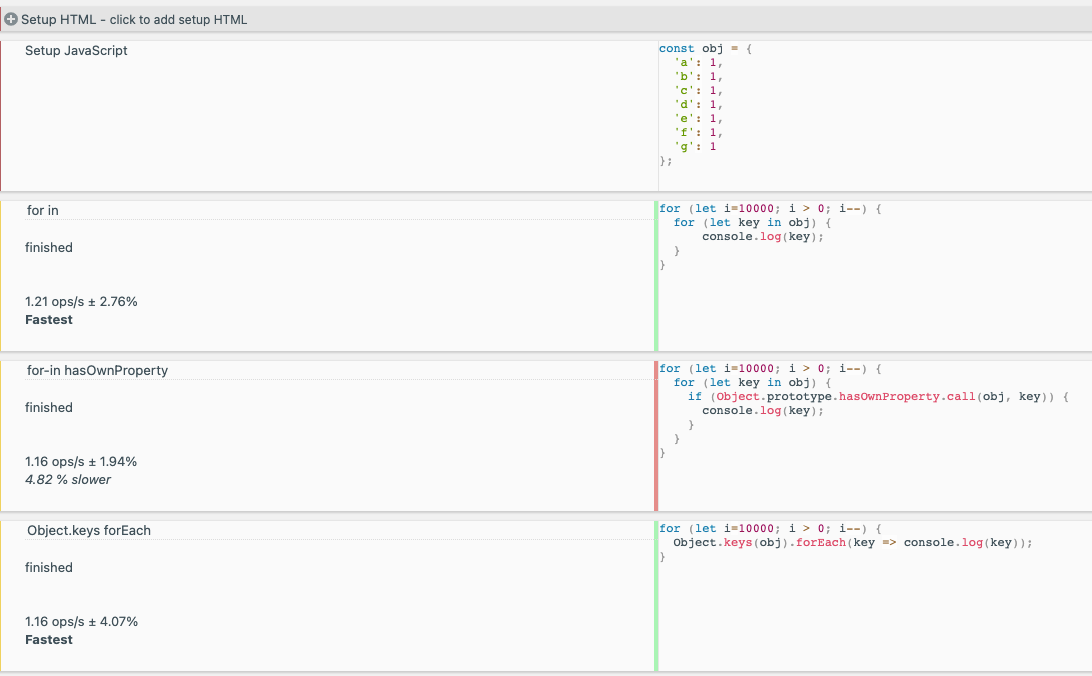 Setup HTML - click to add setup HTML
Setup JavaScript
const obj = {
  'a': 1,
  'b': 1,
  'c': 1,
  'd': 1,
  'e': 1,
  'f': 1,
  'g': 1
};
for in
finished
1.21 ops/s ± 2.76%
Fastest
for (let i=10000; i > 0; i--) {
  for (let key in obj) {
      console.log(key);
  }
}
for-in hasOwnProperty
finished
1.16 ops/s ± 1.94%
4.82 % slower
for (let i=10000; i > 0; i--) {
  for (let key in obj) {
    if (Object.prototype.hasOwnProperty.call(obj, key)) {
      console.log(key);
    }
  }
}
Object.keys forEach
finished
1.16 ops/s ± 4.07%
Fastest
for (let i=10000; i > 0; i--) {
  Object.keys(obj).forEach(key => console.log(key));
}